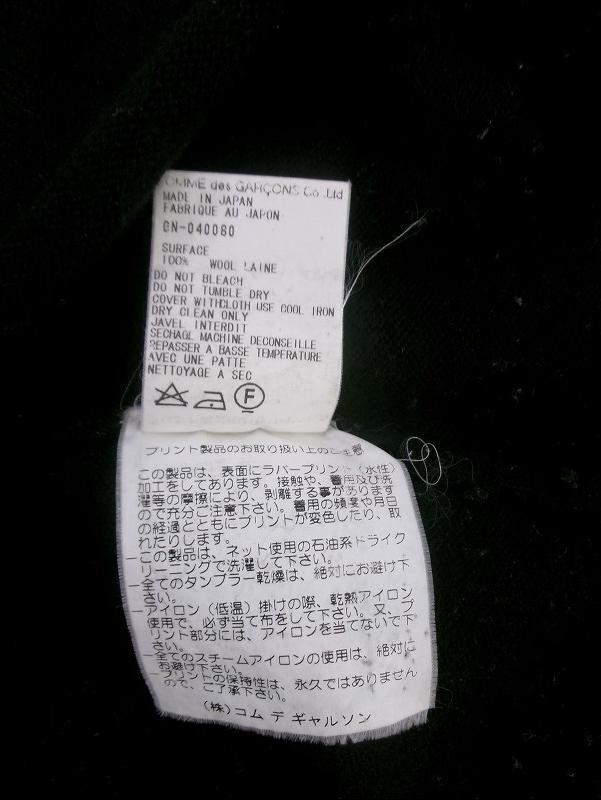 OMME des GARÇONS Co.,Ltd
MADE IN JAPAN
FABRIQUE AU JAPON
GN-040080
SURFACE
100% WOOL LAINE
DO NOT BLEACH
DO NOT TUMBLE DRY
COVER WITHCLOTH USE COOL IRON
DRY CLEAN ONLY
JAVEL INTERDIT
SECHAGL MACHINE DECONSEILLE
REPASSER A BASSE TEMPERATURE
AVEC UNE PATTE
NETTOYAGE A SEC
F
プリント製品のお取り扱い上のご注意
この製品は、表面にラバープリント(水性)
加工をしてあります。接触や、着用及び洗
濯等の摩擦により、剥離する事があります
ので充分ご注意下さい。着用の頻度や月日
の経過とともにプリントが変色したり、取
れたりします。
−この製品は、ネット使用の石油系ドライク
リーニングで洗濯して下さい。
−全てのタンブラー乾燥は、絶対にお避け下
さい。
−アイロン(低温)掛けの際、乾熱アイロン
使用で、必ず当て布をして下さい。又、プ
リント部分には、アイロンを当てないで下
さい。
−全てのスチームアイロンの使用は、絶対に
お避け下さい。
−プリントの保持性は、永久ではありません
ので、ご了承下さい。
(株)コム デ ギャルソン